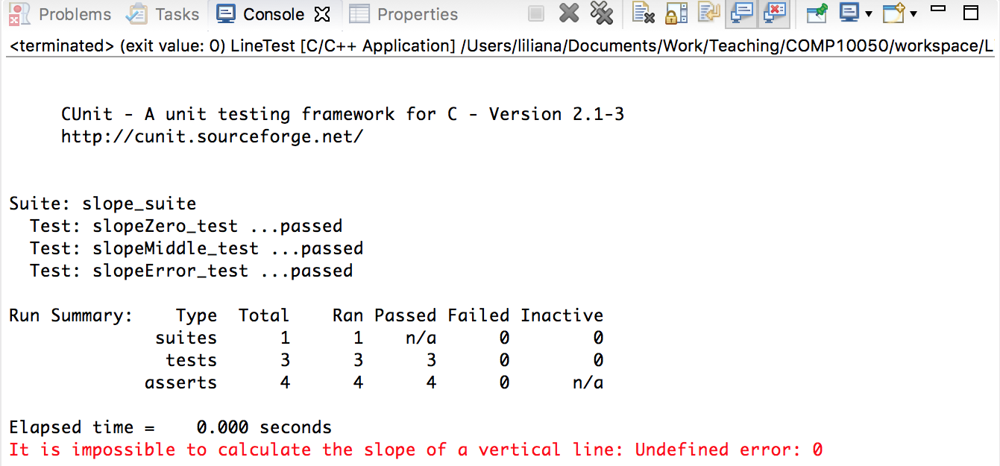 Problems Tasks Console Properties
<terminated> (exit value: 0) LineTest [C/C++ Application] /Users/liliana/Documents/Work/Teaching/COMP10050/workspace/L
CUnit - A unit testing framework for C - Version 2.1-3
http://cunit.sourceforge.net/
Suite: slope_suite
Test: slopeZero_test ...passed
Test: slopeMiddle_test ...passed
Test: slopeError_test ...passed
Run Summary: Type Total Ran Passed Failed Inactive
suites 1 1 n/a 0 0
tests 3 3 3 0 0
asserts 4 4 4 0 n/a
Elapsed time = 0.000 seconds
It is impossible to calculate the slope of a vertical line: Undefined error: 0